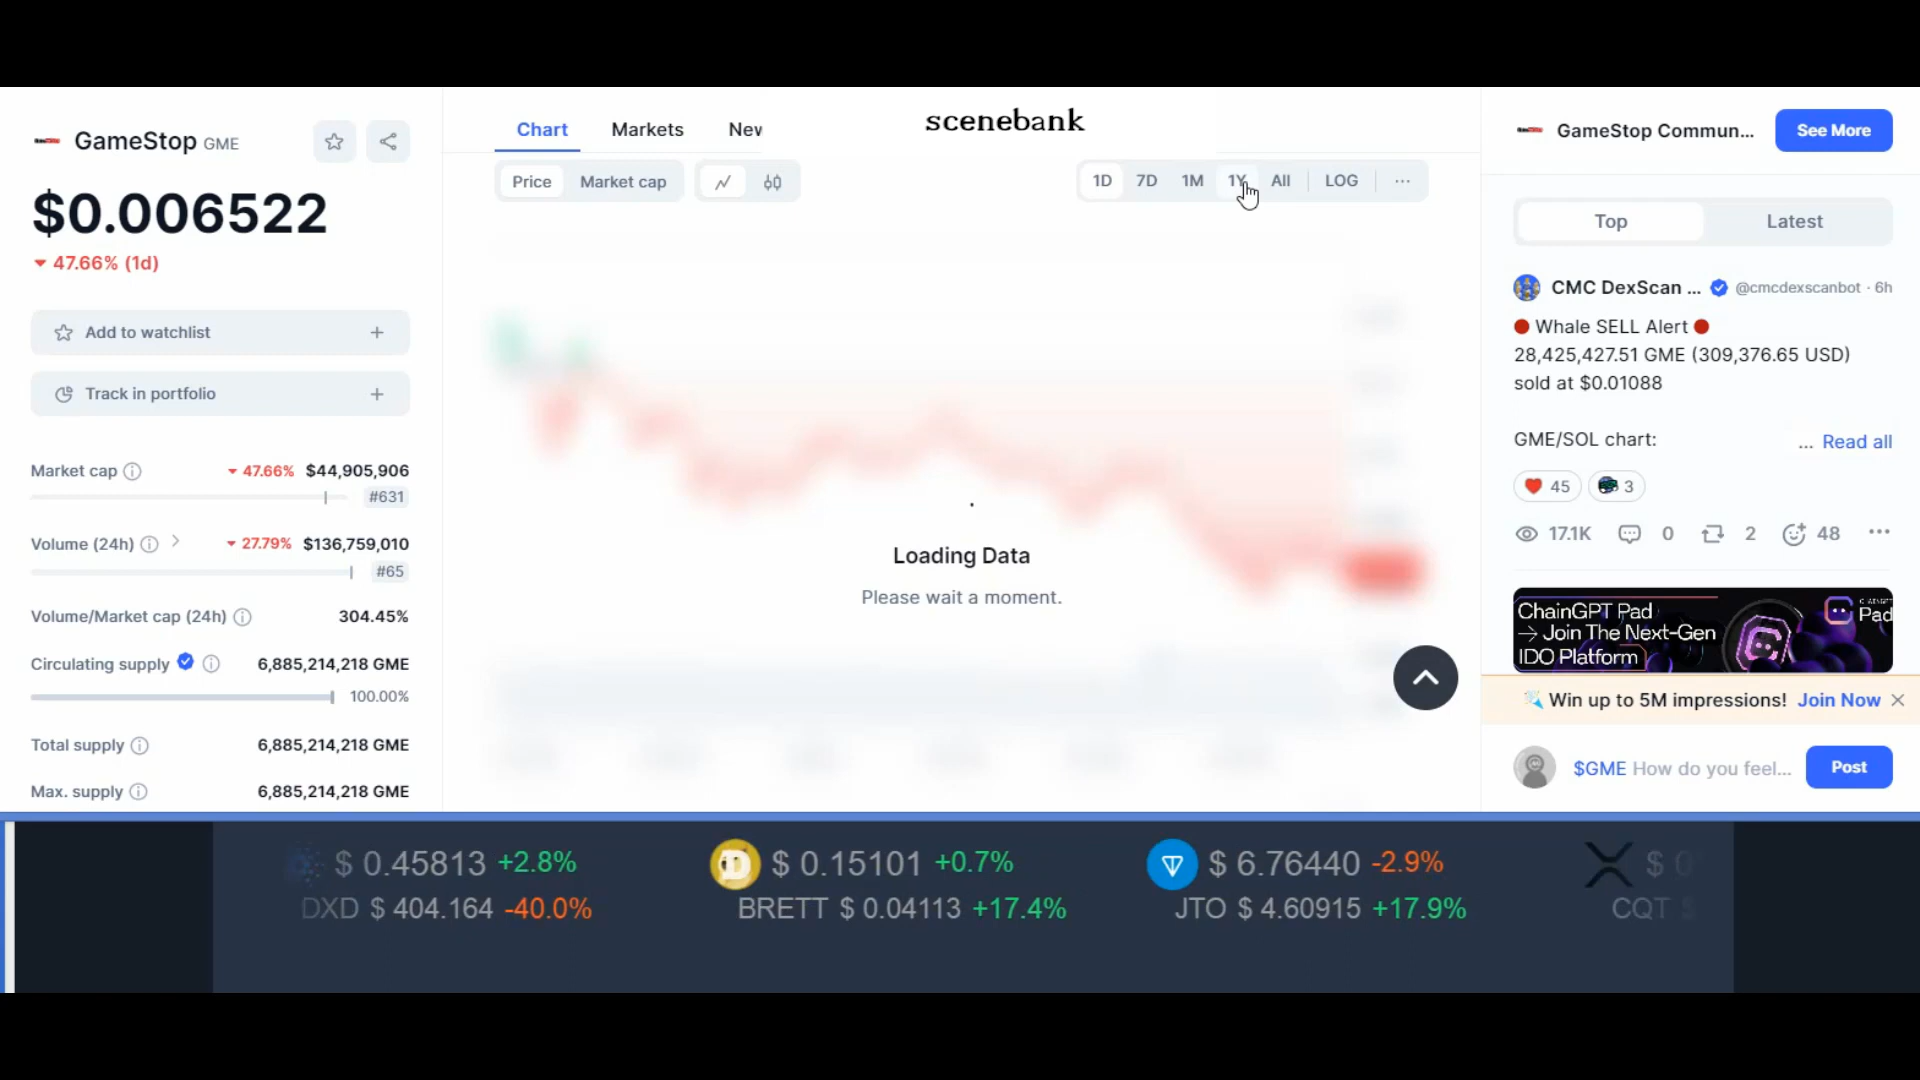 GameStop GME
$0.006522
47.66% (1d)
Add to watchlist
Track in portfolio
Market cap 47.66% $44,905,906
#631
Volume (24h) 27.79% $136,759,010
#65
Volume/Market cap (24h) 304.45%
Circulating supply 6,885,214,218 GME
100.00%
Total supply 6,885,214,218 GME
Max. supply 6,885,214,218 GME
Chart Markets Nev
scenebank
Price Market cap
1D 7D 1M 1Y All LOG ...
Loading Data
Please wait a moment.
GameStop Commun... See More
Top Latest
CMC DexScan ... @cmcdexscanbot · 6h
Whale SELL Alert
28,425,427.51 GME (309,376.65 USD)
sold at $0.01088
GME/SOL chart:
... Read all
45 3
17.1K 0 2 48 ...
ChainGPT Pad
→ Join The Next-Gen
IDO Platform
Pad
Win up to 5M impressions! Join Now
$GME How do you feel... Post
$ 0.45813 +2.8% $ 0.15101 +0.7% $ 6.76440 -2.9% $ 0
DXD $ 404.164 -40.0% BRETT $ 0.04113 +17.4% JTO $ 4.60915 +17.9% CQT $